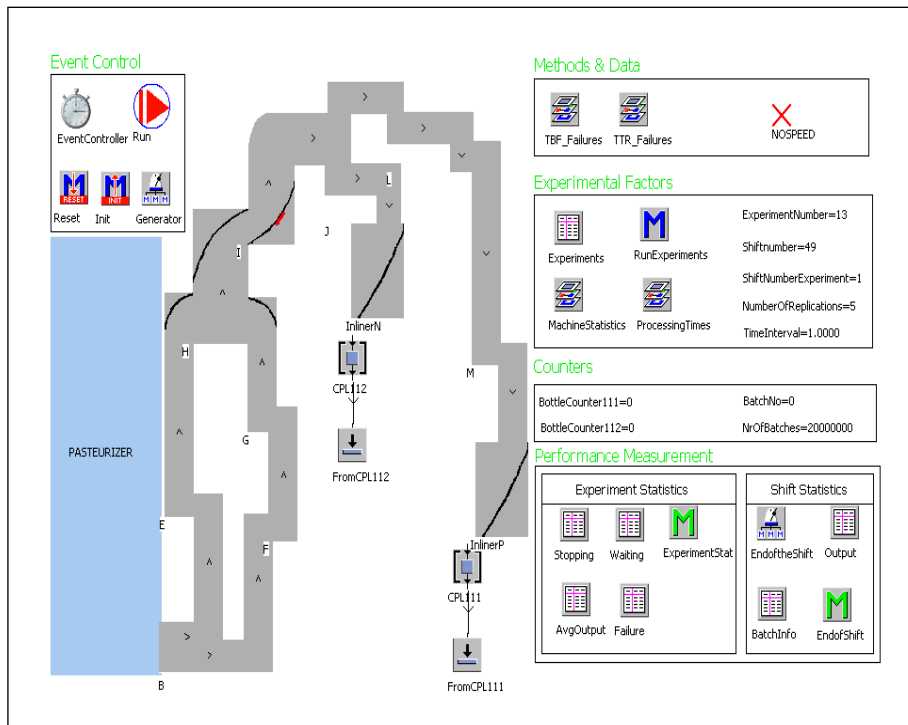 Event Control
EventController
Run
RESET
INIT
M M M
Reset
Init
Generator
PASTEURIZER
B
E
F
G
H
I
J
L
M
InlinerN
CPL112
FromCPL112
InlinerP
CPL111
FromCPL111
Methods & Data
TBF_Failures
TTR_Failures
NOSPEED
Experimental Factors
Experiments
RunExperiments
MachineStatistics
ProcessingTimes
ExperimentNumber=13
Shiftnumber=49
ShiftNumberExperiment=1
NumberOfReplications=5
TimeInterval=1.0000
Counters
BottleCounter111=0
BatchNo=0
BottleCounter112=0
NrOfBatches=20000000
Performance Measurement
Experiment Statistics
Stopping
Waiting
ExperimentStat
AvgOutput
Failure
Shift Statistics
M M M
EndoftheShift
Output
BatchInfo
EndofShift